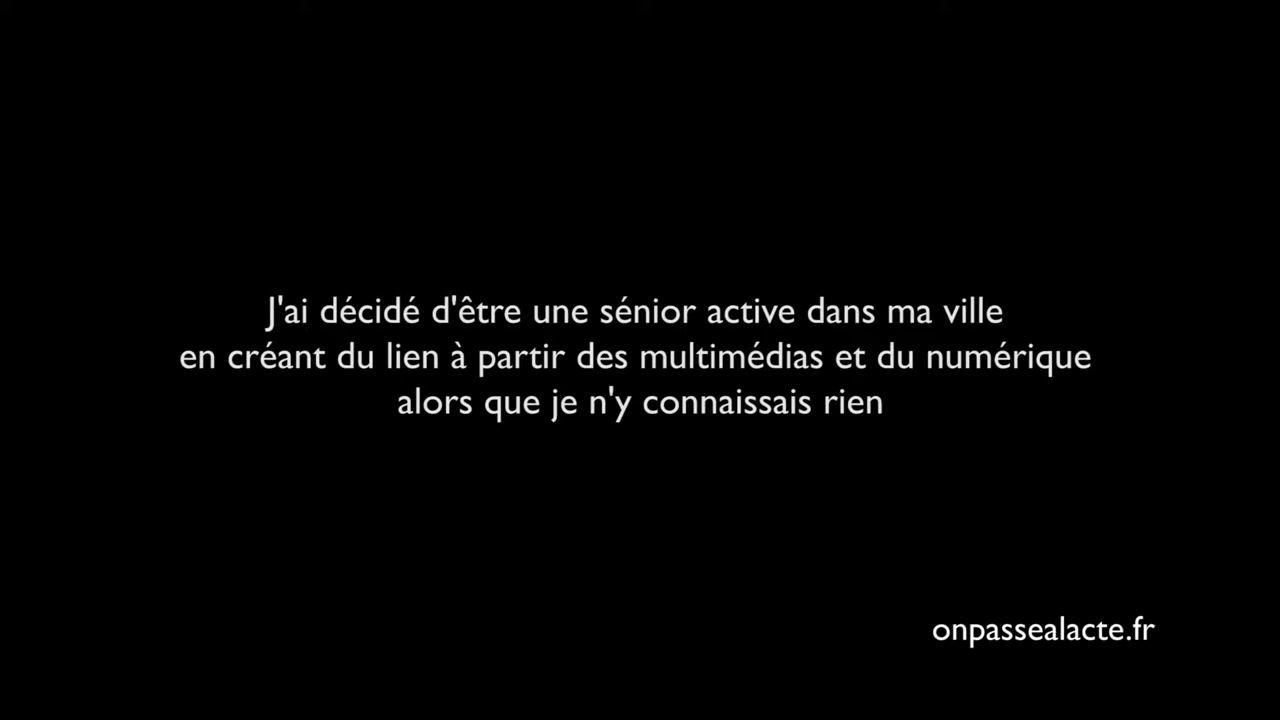 J'ai décidé d'être une sénior active dans ma ville
en créant du lien à partir des multimédias et du numérique
alors que je n'y connaissais rien
onpassealacte.fr